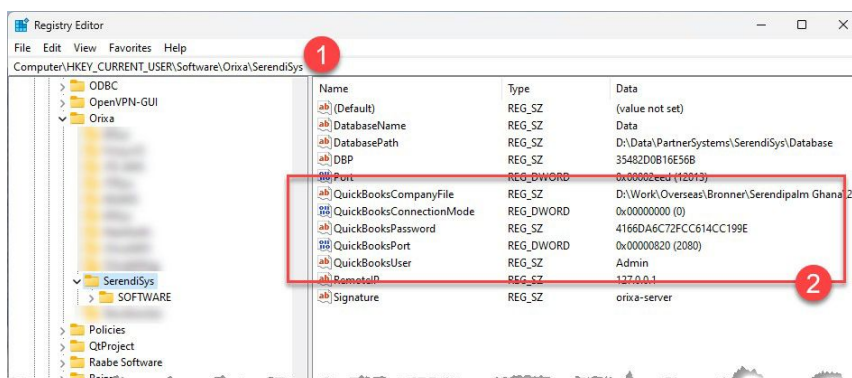 Registry Editor
File Edit View Favorites Help
1
Computer\HKEY_CURRENT_USER\Software\Orixa\SerendiSys
ODBC
OpenVPN-GUI
Orixa
SerendiSys
SOFTWARE
Policies
QtProject
Raabe Software
Name Type Data
(Default) REG_SZ (value not set)
DatabaseName REG_SZ Data
DatabasePath REG_SZ D:\Data\PartnerSystems\SerendiSys\Database
DBP REG_SZ 35482D0B16E56B
Port REG_DWORD 0x00002eed (12013)
QuickBooksCompanyFile REG_SZ D:\Work\Overseas\Bronner\Serendipalm Ghana\2
QuickBooksConnectionMode REG_DWORD 0x00000000 (0)
QuickBooksPassword REG_SZ 4166DA6C72FCC614CC199E
QuickBooksPort REG_DWORD 0x00000820 (2080)
QuickBooksUser REG_SZ Admin
RemoteIP REG_SZ 127.0.0.1
Signature REG_SZ orixa-server
2